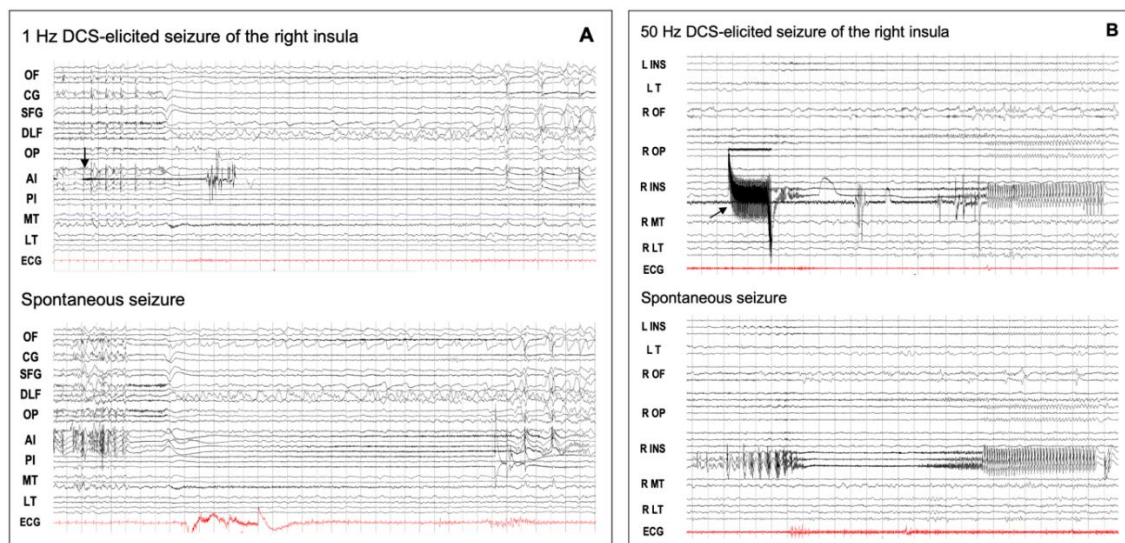 1 Hz DCS-elicited seizure of the right insula
A
OF
CG
SFG
DLF
OP
AI
PI
MT
LT
ECG
Spontaneous seizure
OF
CG
SFG
DLF
OP
AI
PI
MT
LT
ECG
50 Hz DCS-elicited seizure of the right insula
B
L INS
L T
R OF
R OP
R INS
R MT
R LT
ECG
Spontaneous seizure
L INS
L T
R OF
R OP
R INS
R MT
R LT
ECG